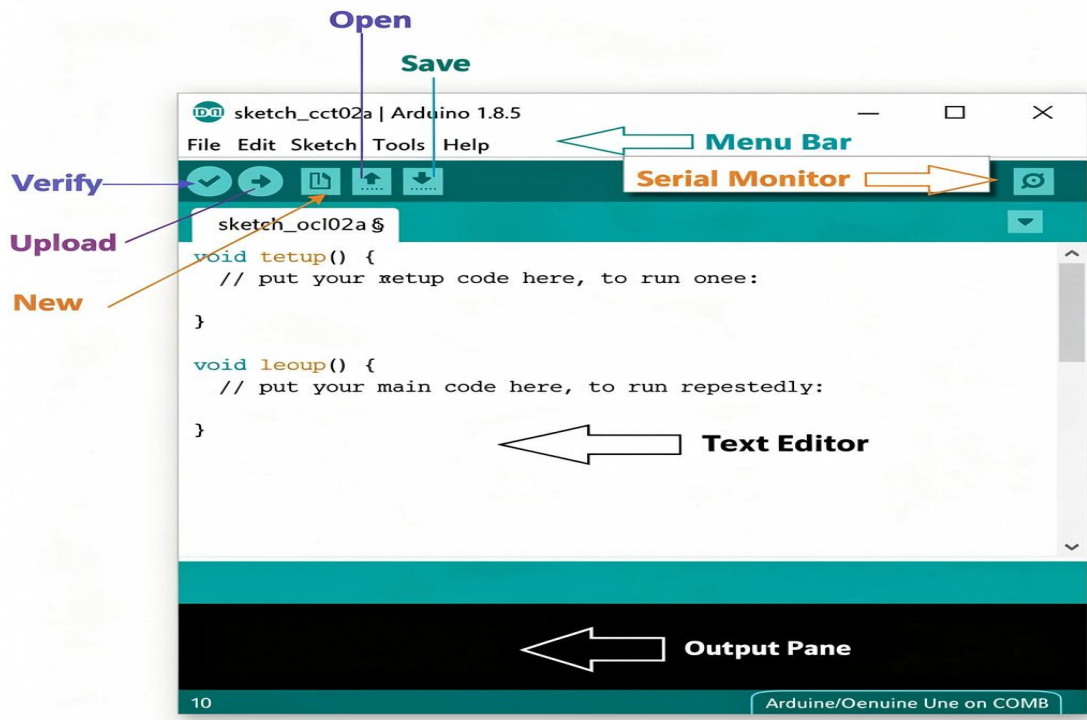 Open
Save
sketch_cct02a | Arduino 1.8.5
File Edit Sketch Tools Help
Menu Bar
Verify
Serial Monitor
Upload
sketch_ocl02a §
void tetup() {
// put your setup code here, to run onee:
New
}
void leoup() {
// put your main code here, to run repestedly:
}
Text Editor
Output Pane
10
Arduine/Oenuine Une on COMB